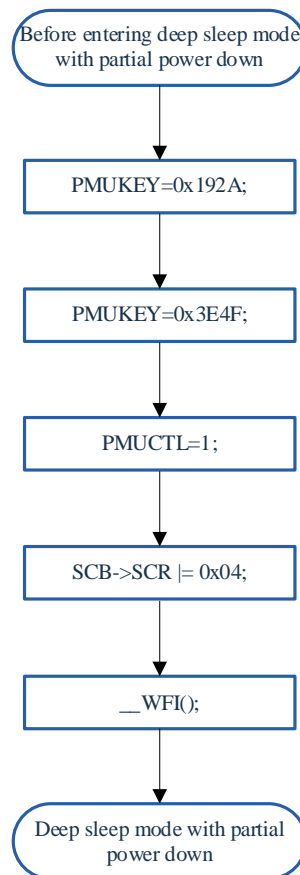 Before entering deep sleep mode
with partial power down
PMUKEY=0x192A;
PMUKEY=0x3E4F;
PMUCTL=1;
SCB->SCR |= 0x04;
__WFI();
Deep sleep mode with partial
power down